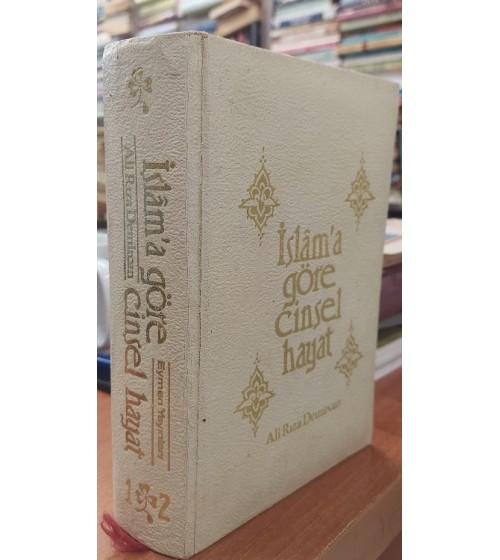 İslâm'a göre
Cinsel hayat
Ali Rıza Demircan
Eymen Yayınları
1 2
İslâm'a
göre
cinsel
hayat
Ali Rıza Demircan